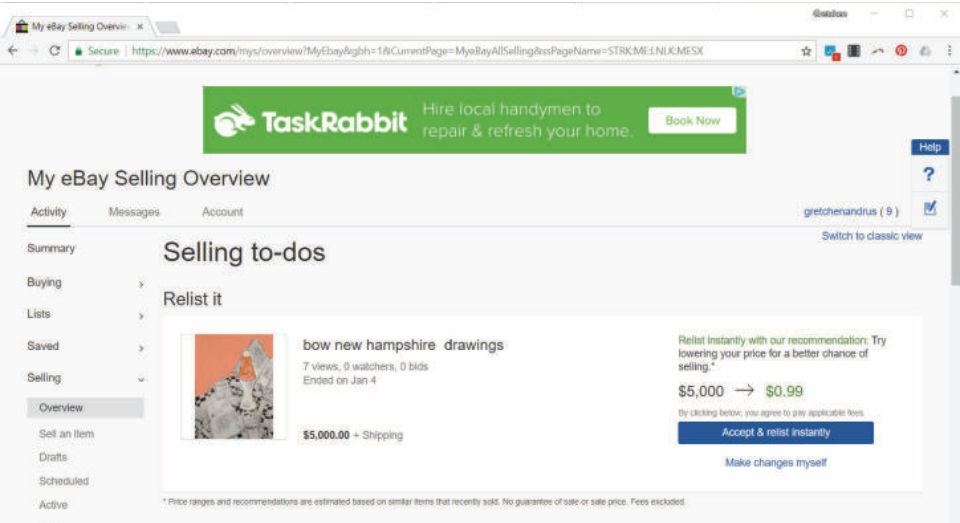 My eBay Selling Overvie
Secure
https://www.ebay.com/mys/overview?MyEbay&gbh=1&CurrentPage=MyeBayAllSelling&ssPageName=STRK:ME:LNLK:MESX
TaskRabbit
Hire local handymen to
repair & refresh your home.
Book Now
Help
?
My eBay Selling Overview
Activity
Messages
Account
gretchenandrus ( 9 )
Switch to classic view
Summary
Buying
Lists
Saved
Selling
Overview
Sell an item
Drafts
Scheduled
Active
Selling to-dos
Relist it
bow new hampshire drawings
7 views, 0 watchers, 0 bids
Ended on Jan 4
$5,000.00 + Shipping
Relist instantly with our recommendation: Try
lowering your price for a better chance of
selling.*
$5,000 → $0.99
By clicking below, you agree to pay applicable fees.
Accept & relist instantly
Make changes myself
* Price ranges and recommendations are estimated based on similar items that recently sold. No guarantee of sale or sale price. Fees excluded.